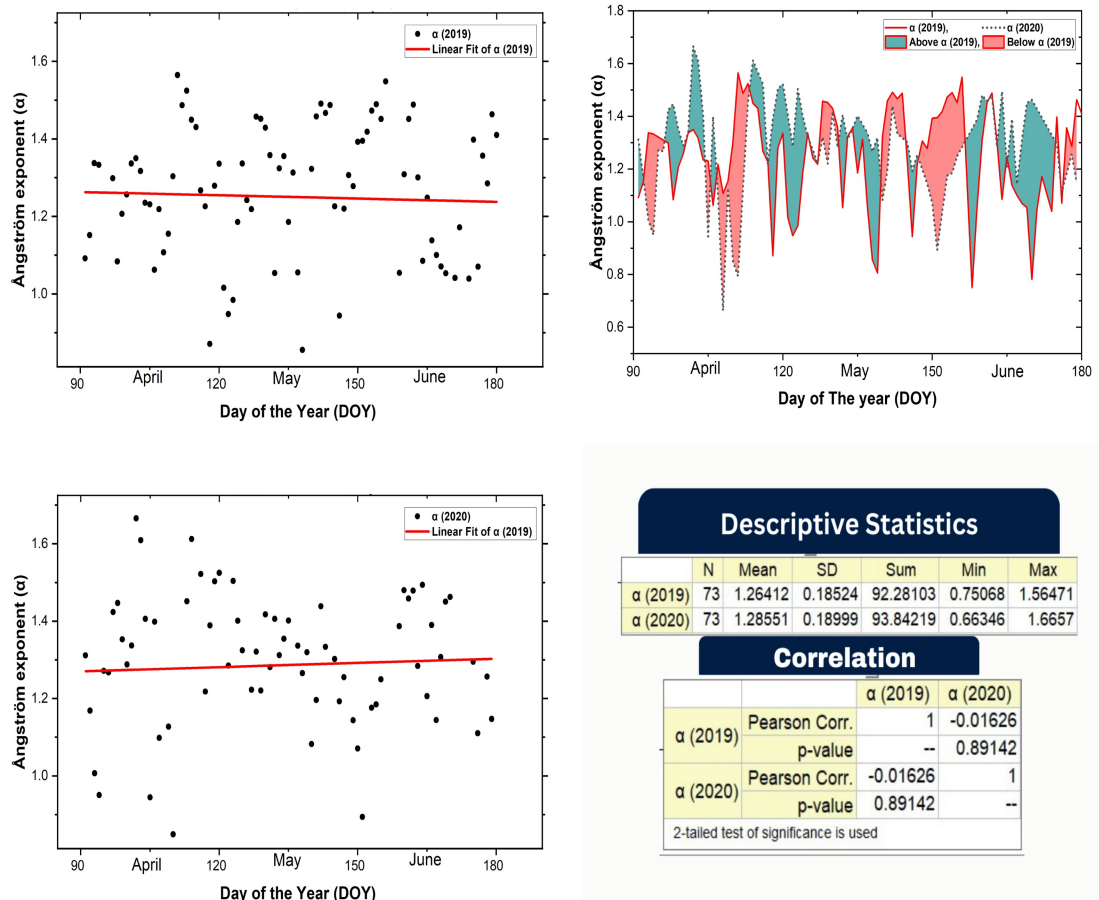 α (2019)
Linear Fit of α (2019)
Ångström exponent (α)
1.6
1.4
1.2
1.0
90
April
120
May
150
June
180
Day of the Year (DOY)
α (2019),
α (2020)
Above α (2019),
Below α (2019)
Ångström exponent (α)
1.8
1.6
1.4
1.2
1.0
0.8
0.6
90
April
120
May
150
June
180
Day of The year (DOY)
α (2020)
Linear Fit of α (2019)
Ångström exponent (α)
1.6
1.4
1.2
1.0
90
April
120
May
150
June
180
Day of the Year (DOY)
Descriptive Statistics
N Mean SD Sum Min Max
α (2019) 73 1.26412 0.18524 92.28103 0.75068 1.56471
α (2020) 73 1.28551 0.18999 93.84219 0.66346 1.6657
Correlation
α (2019) α (2020)
α (2019) Pearson Corr. 1 -0.01626
p-value -- 0.89142
α (2020) Pearson Corr. -0.01626 1
p-value 0.89142 --
2-tailed test of significance is used